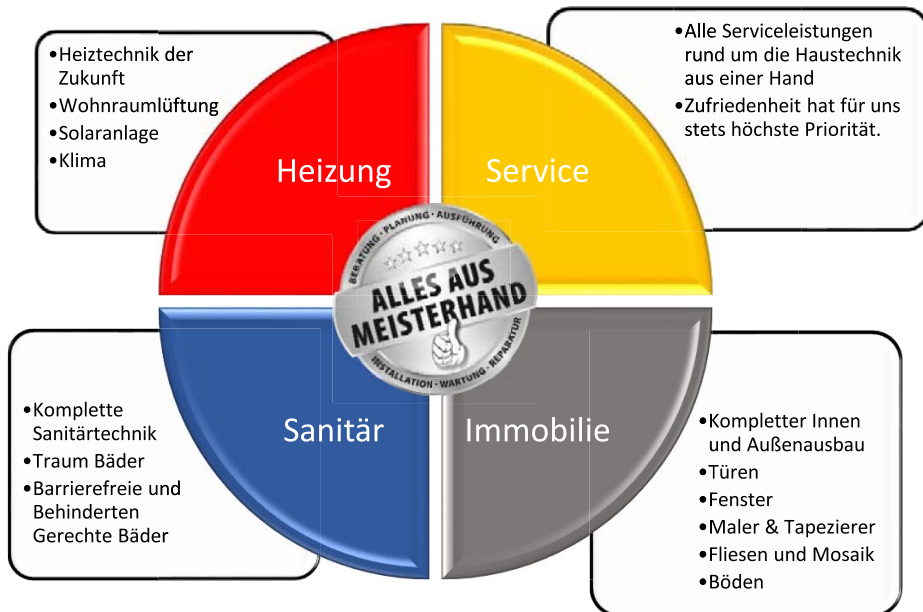 •Heiztechnik der
Zukunft
•Wohnraumlüftung
•Solaranlage
•Klima
•Alle Serviceleistungen
rund um die Haustechnik
aus einer Hand
•Zufriedenheit hat für uns
stets höchste Priorität.
Heizung
Service
BERATUNG · PLANUNG · AUSFÜHRUNG
ALLES AUS
MEISTERHAND
INSTALLATION · WARTUNG · REPARATUR
Sanitär
Immobilie
•Komplette
Sanitärtechnik
•Traum Bäder
•Barrierefreie und
Behinderten
Gerechte Bäder
•Kompletter Innen
und Außenausbau
•Türen
•Fenster
•Maler & Tapezierer
•Fliesen und Mosaik
•Böden